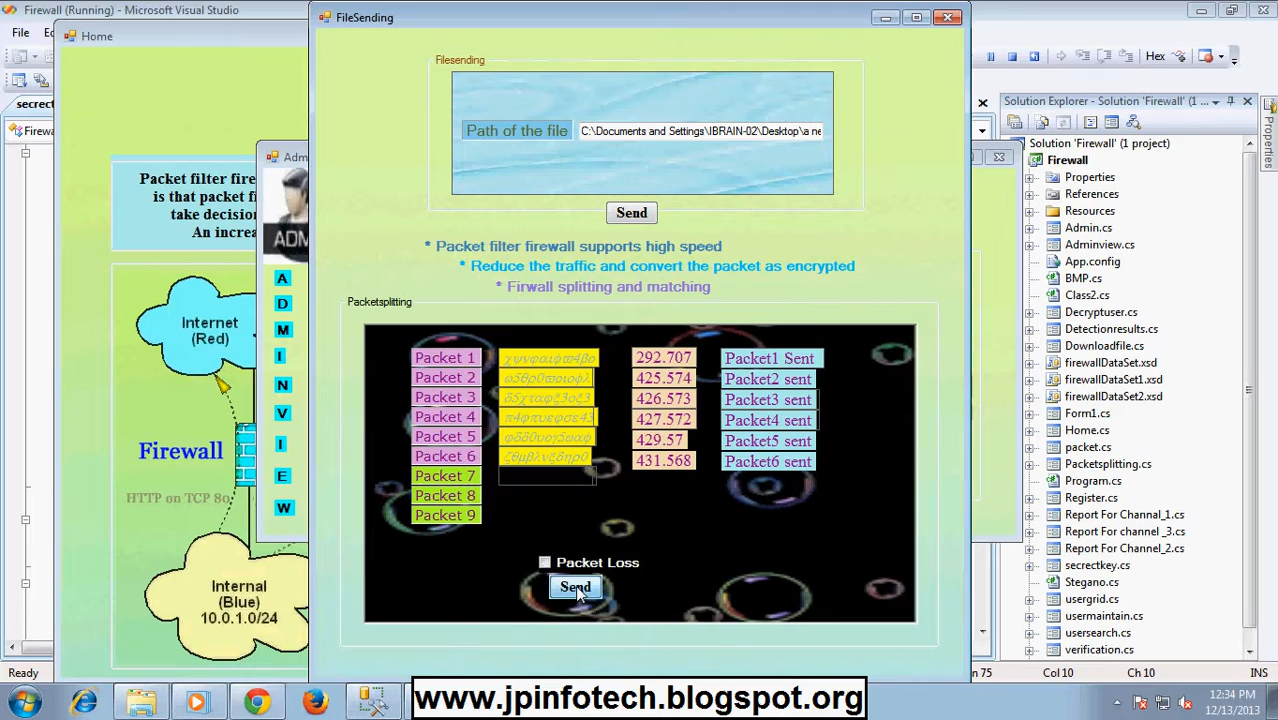 Firewall (Running) - Microsoft Visual Studio
File
Home
FileSending
Hex
secrect
Solution Explorer - Solution 'Firewall' (1 ...
Properties
Solution 'Firewall' (1 project)
Firewall
Properties
References
Resources
Admin.cs
Adminview.cs
App.config
BMP.cs
Class2.cs
Decryptuser.cs
Detectionresults.cs
Downloadfile.cs
firewallDataSet.xsd
firewallDataSet1.xsd
firewallDataSet2.xsd
Form1.cs
Home.cs
packet.cs
Packetsplitting.cs
Program.cs
Register.cs
Report For Channel_1.cs
Report For channel _3.cs
Report For Channel_2.cs
secretkey.cs
Stegano.cs
usergrid.cs
usermaintain.cs
usersearch.cs
verification.cs
Packet filter fire
is that packet fi
take decision
An increa
Adm
ADM
A
D
M
I
N
V
I
E
W
Internet
(Red)
Firewall
HTTP on TCP 80
Internal
(Blue)
10.0.1.0/24
Filesending
Path of the file C:\Documents and Settings\IBRAIN-02\Desktop\a ne
Send
* Packet filter firewall supports high speed
* Reduce the traffic and convert the packet as encrypted
* Firwall splitting and matching
Packetsplitting
Packet 1 292.707 Packet1 Sent
Packet 2 425.574 Packet2 sent
Packet 3 426.573 Packet3 sent
Packet 4 427.572 Packet4 sent
Packet 5 429.57 Packet5 sent
Packet 6 431.568 Packet6 sent
Packet 7
Packet 8
Packet 9
Packet Loss
Send
Ready
Col 10
Ch 10
INS
www.jpinfotech.blogspot.org
12:34 PM
12/13/2013